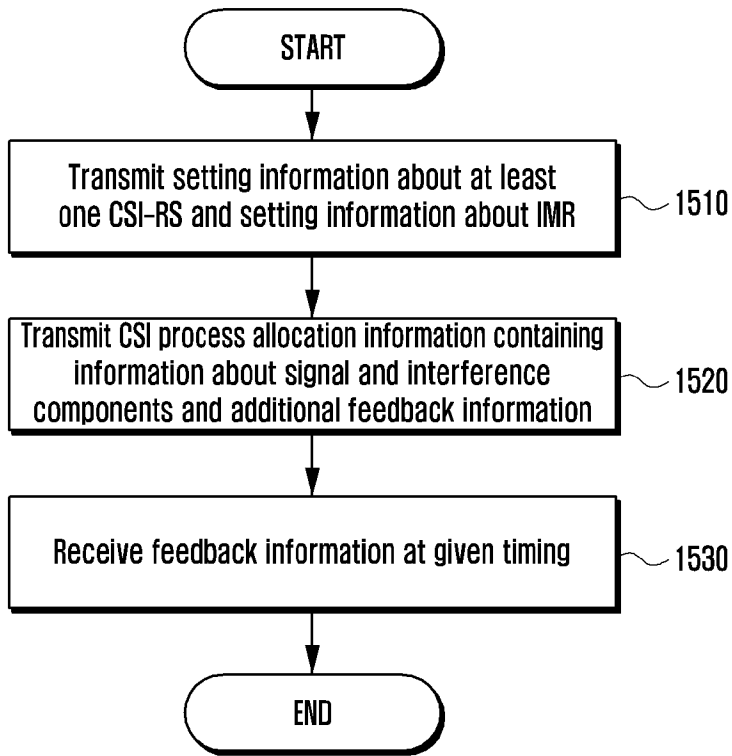 START
Transmit setting information about at least
one CSI-RS and setting information about IMR
1510
Transmit CSI process allocation information containing
information about signal and interference
components and additional feedback information
1520
Receive feedback information at given timing
1530
END